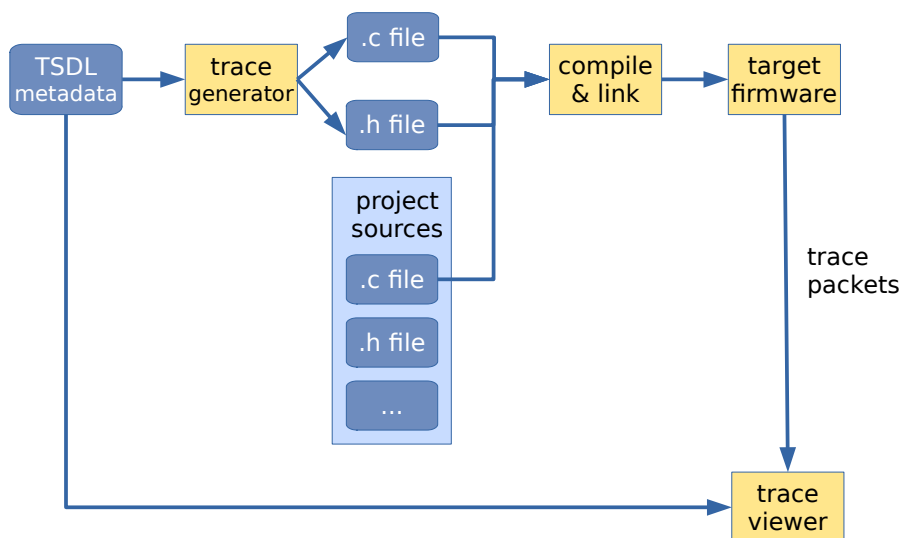 TSDL
metadata
trace
generator
.c file
.h file
compile
& link
target
firmware
project
sources
.c file
.h file
...
trace
packets
trace
viewer